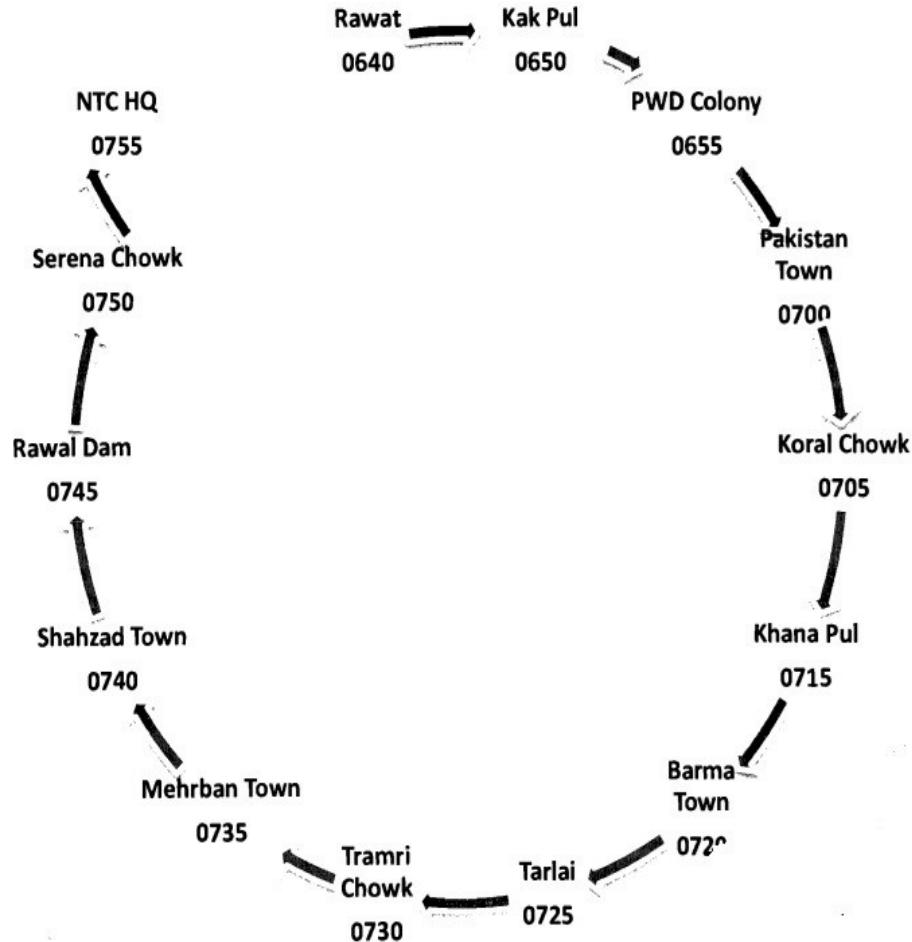 Rawat
0640
Kak Pul
0650
PWD Colony
0655
Pakistan
Town
0700
Koral Chowk
0705
Khana Pul
0715
Barma
Town
0720
Tarlai
0725
Tramri
Chowk
0730
Mehrban Town
0735
Shahzad Town
0740
Rawal Dam
0745
Serena Chowk
0750
NTC HQ
0755